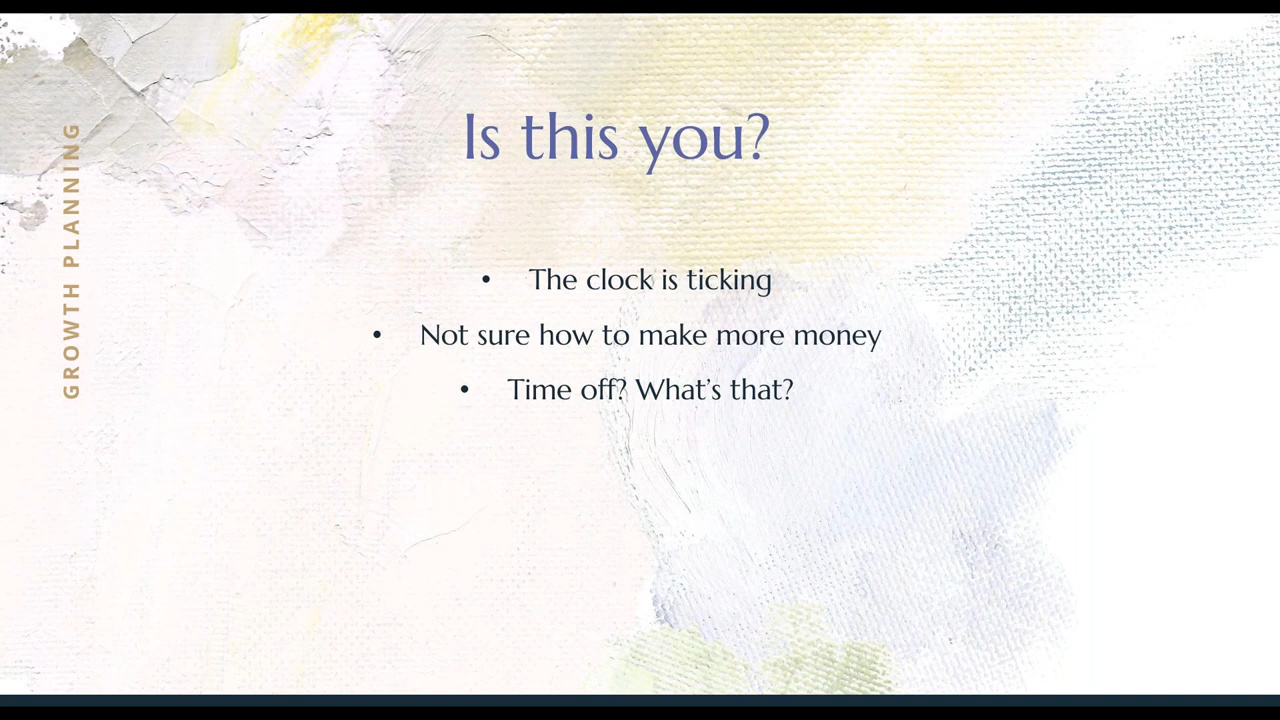 GROWTH PLANNING
Is this you?
• The clock is ticking
• Not sure how to make more money
• Time off? What’s that?